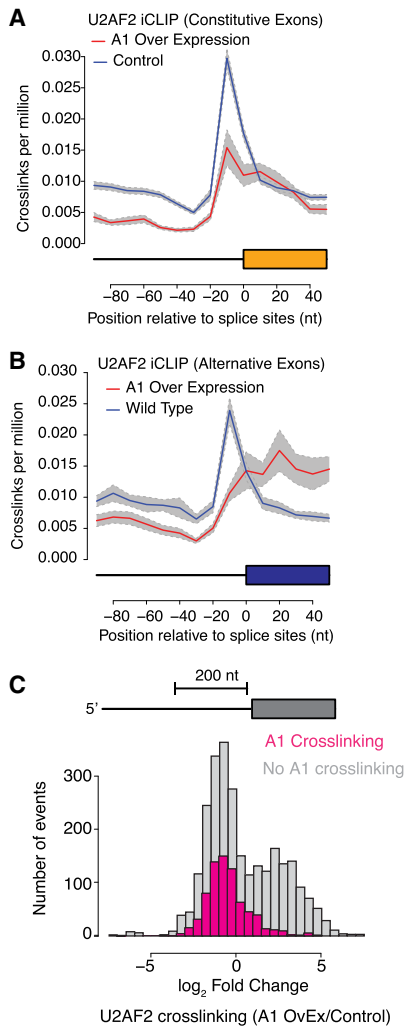 A
U2AF2 iCLIP (Constitutive Exons)
A1 Over Expression
Control
Crosslinks per million
0.030
0.025
0.020
0.015
0.010
0.005
0.000
−80 −60 −40 −20 0 20 40
Position relative to splice sites (nt)
B
U2AF2 iCLIP (Alternative Exons)
A1 Over Expression
Wild Type
Crosslinks per million
0.030
0.025
0.020
0.015
0.010
0.005
0.000
−80 −60 −40 −20 0 20 40
Position relative to splice sites (nt)
C
200 nt
5’
A1 Crosslinking
No A1 crosslinking
Number of events
300
200
100
0
−5 0 5
log2 Fold Change
U2AF2 crosslinking (A1 OvEx/Control)